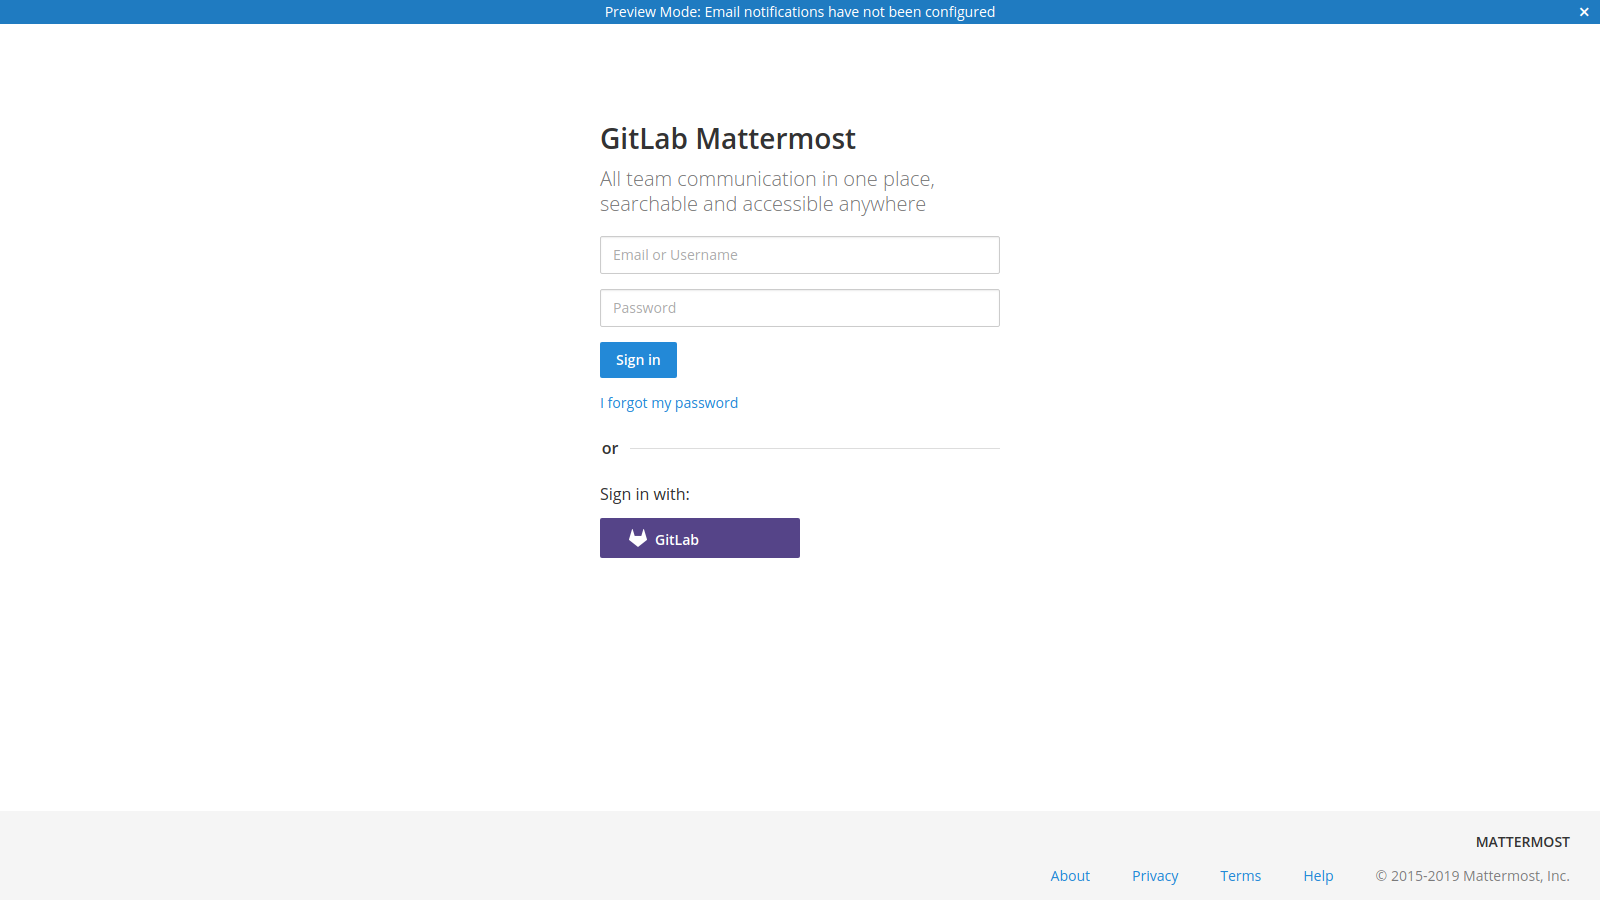 Preview Mode: Email notifications have not been configured ×
GitLab Mattermost
All team communication in one place,
searchable and accessible anywhere
Email or Username
Password
Sign in
I forgot my password
or
Sign in with:
GitLab
MATTERMOST
About Privacy Terms Help © 2015-2019 Mattermost, Inc.